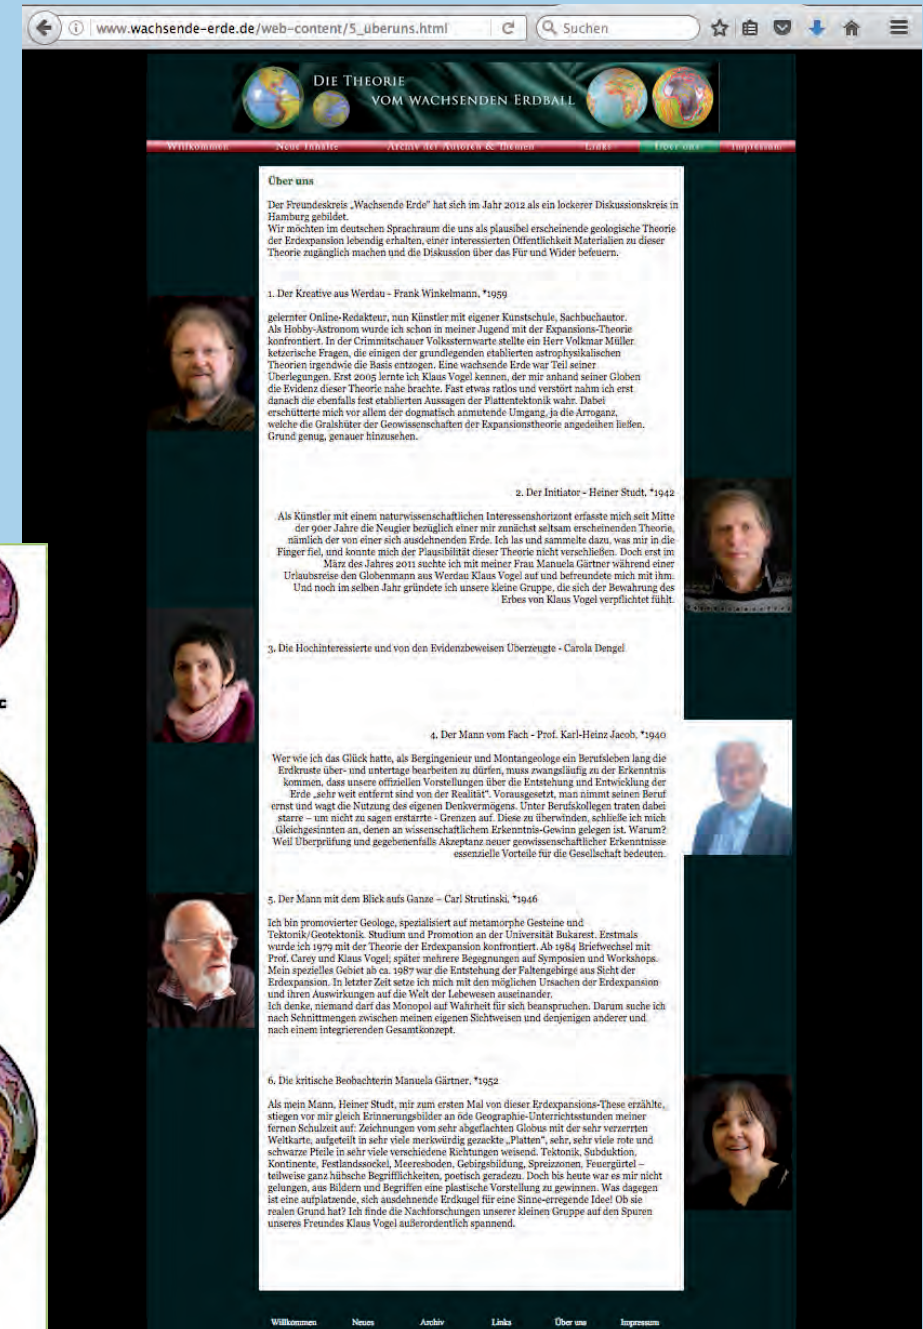 www.wachsende-erde.de/web-content/5_uberuns.html
Suchen
DIE THEORIE
VOM WACHSENDEN ERDBALL
Willkommen Neue Inhalte Archiv der Autoren & Themen Links Über uns Impressum
Über uns
Der Freundeskreis „Wachsende Erde" hat sich im Jahr 2012 als ein lockerer Diskussionskreis in
Hamburg gebildet.
Wir möchten im deutschen Sprachraum die uns als plausibel erscheinende geologische Theorie
der Erdexpansion lebendig erhalten, einer interessierten Öffentlichkeit Materialien zu dieser
Theorie zugänglich machen und die Diskussion über das Für und Wider befeuern.
1. Der Kreative aus Werdau - Frank Winkelmann, *1959
gelernter Online-Redakteur, nun Künstler mit eigener Kunstschule, Sachbuchautor.
Als Hobby-Astronom wurde ich schon in meiner Jugend mit der Expansions-Theorie
konfrontiert. In der Crimmitschauer Volkssternwarte stellte ein Herr Volkmar Müller
ketzerische Fragen, die einigen der grundlegenden etablierten astrophysikalischen
Theorien irgendwie die Basis entzogen. Eine wachsende Erde war Teil seiner
Überlegungen. Erst 2005 lernte ich Klaus Vogel kennen, der mir anhand seiner Globen
die Evidenz dieser Theorie nahe brachte. Fast etwas ratlos und verstört nahm ich erst
danach die ebenfalls fest etablierten Aussagen der Plattentektonik wahr. Dabei
erschütterte mich vor allem der dogmatisch anmutende Umgang, ja die Arroganz,
welche die Gralshüter der Geowissenschaften der Expansionstheorie angedeihen ließen.
Grund genug, genauer hinzusehen.
2. Der Initiator - Heiner Studt, *1942
Als Künstler mit einem naturwissenschaftlichen Interessenshorizont erfasste mich seit Mitte
der 90er Jahre die Neugier bezüglich einer mir zunächst seltsam erscheinenden Theorie,
nämlich der von einer sich ausdehnenden Erde. Ich las und sammelte dazu, was mir in die
Finger fiel, und konnte mich der Plausibilität dieser Theorie nicht verschließen. Doch erst im
März des Jahres 2011 suchte ich mit meiner Frau Manuela Gärtner während einer
Urlaubsreise den Globenmann aus Werdau Klaus Vogel auf und befreundete mich mit ihm.
Und noch im selben Jahr gründete ich unsere kleine Gruppe, die sich der Bewahrung des
Erbes von Klaus Vogel verpflichtet fühlt.
3. Die Hochinteressierte und von den Evidenzbeweisen Überzeugte - Carola Dengel
4. Der Mann vom Fach - Prof. Karl-Heinz Jacob, *1940
Wer wie ich das Glück hatte, als Bergingenieur und Montangeologe ein Berufsleben lang die
Erdkruste über- und untertage bearbeiten zu dürfen, muss zwangsläufig zu der Erkenntnis
kommen, dass unsere offiziellen Vorstellungen über die Entstehung und Entwicklung der
Erde „sehr weit entfernt sind von der Realität". Vorausgesetzt, man nimmt seinen Beruf
ernst und wagt die Nutzung des eigenen Denkvermögens. Unter Berufskollegen traten dabei
starre – um nicht zu sagen erstarrte - Grenzen auf. Diese zu überwinden, schließe ich mich
Gleichgesinnten an, denen an wissenschaftlichem Erkenntnis-Gewinn gelegen ist. Warum?
Weil Überprüfung und gegebenenfalls Akzeptanz neuer geowissenschaftlicher Erkenntnisse
essenzielle Vorteile für die Gesellschaft bedeuten.
5. Der Mann mit dem Blick aufs Ganze – Carl Strutinski, *1946
Ich bin promovierter Geologe, spezialisiert auf metamorphe Gesteine und
Tektonik/Geotektonik. Studium und Promotion an der Universität Bukarest. Erstmals
wurde ich 1979 mit der Theorie der Erdexpansion konfrontiert. Ab 1984 Briefwechsel mit
Prof. Carey und Klaus Vogel; später mehrere Begegnungen auf Symposien und Workshops.
Mein spezielles Gebiet ab ca. 1987 war die Entstehung der Faltengebirge aus Sicht der
Erdexpansion. In letzter Zeit setze ich mich mit den möglichen Ursachen der Erdexpansion
und ihren Auswirkungen auf die Welt der Lebewesen auseinander.
Ich denke, niemand darf das Monopol auf Wahrheit für sich beanspruchen. Darum suche ich
nach Schnittmengen zwischen meinen eigenen Sichtweisen und denjenigen anderer und
nach einem integrierenden Gesamtkonzept.
6. Die kritische Beobachterin Manuela Gärtner, *1952
Als mein Mann, Heiner Studt, mir zum ersten Mal von dieser Erdexpansions-These erzählte,
stiegen vor mir gleich Erinnerungsbilder an öde Geographie-Unterrichtsstunden meiner
fernen Schulzeit auf: Zeichnungen vom sehr abgeflachten Globus mit der sehr verzerrten
Weltkarte, aufgeteilt in sehr viele merkwürdig gezackte „Platten", sehr, sehr viele rote und
schwarze Pfeile in sehr viele verschiedene Richtungen weisend. Tektonik, Subduktion,
Kontinente, Festlandssockel, Meeresboden, Gebirgsbildung, Spreizzonen, Feuergürtel –
teilweise ganz hübsche Begrifflichkeiten, poetisch geradezu. Doch bis heute war es mir nicht
gelungen, aus Bildern und Begriffen eine plastische Vorstellung zu gewinnen. Was dagegen
ist eine aufplatzende, sich ausdehnende Erdkugel für eine Sinne-erregende Idee! Ob sie
realen Grund hat? Ich finde die Nachforschungen unserer kleinen Gruppe auf den Spuren
unseres Freundes Klaus Vogel außerordentlich spannend.
Willkommen Neues Archiv Links Über uns Impressum